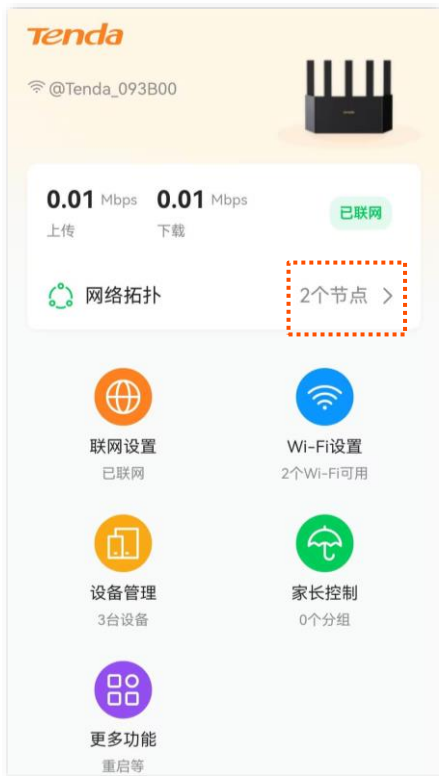 Tenda
@Tenda_093B00
0.01 Mbps 0.01 Mbps
上传 下载
已联网
网络拓扑 2个节点
联网设置 Wi-Fi设置
已联网 2个Wi-Fi可用
设备管理 家长控制
3台设备 0个分组
更多功能
重启等